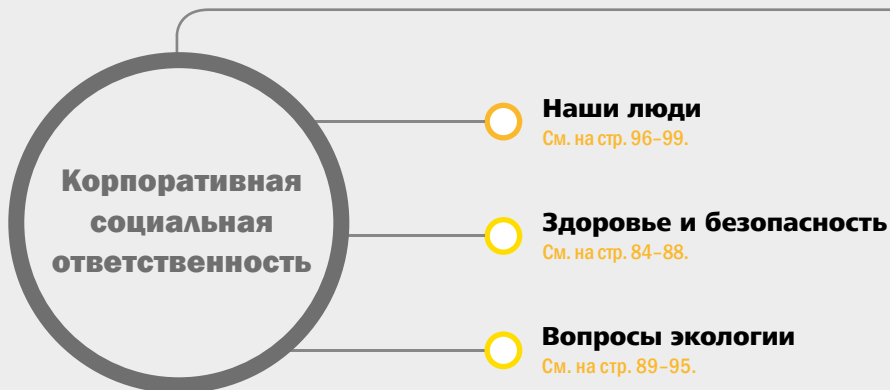 Корпоративная
социальная
ответственность
Наши люди
См. на стр. 96–99.
Здоровье и безопасность
См. на стр. 84–88.
Вопросы экологии
См. на стр. 89–95.